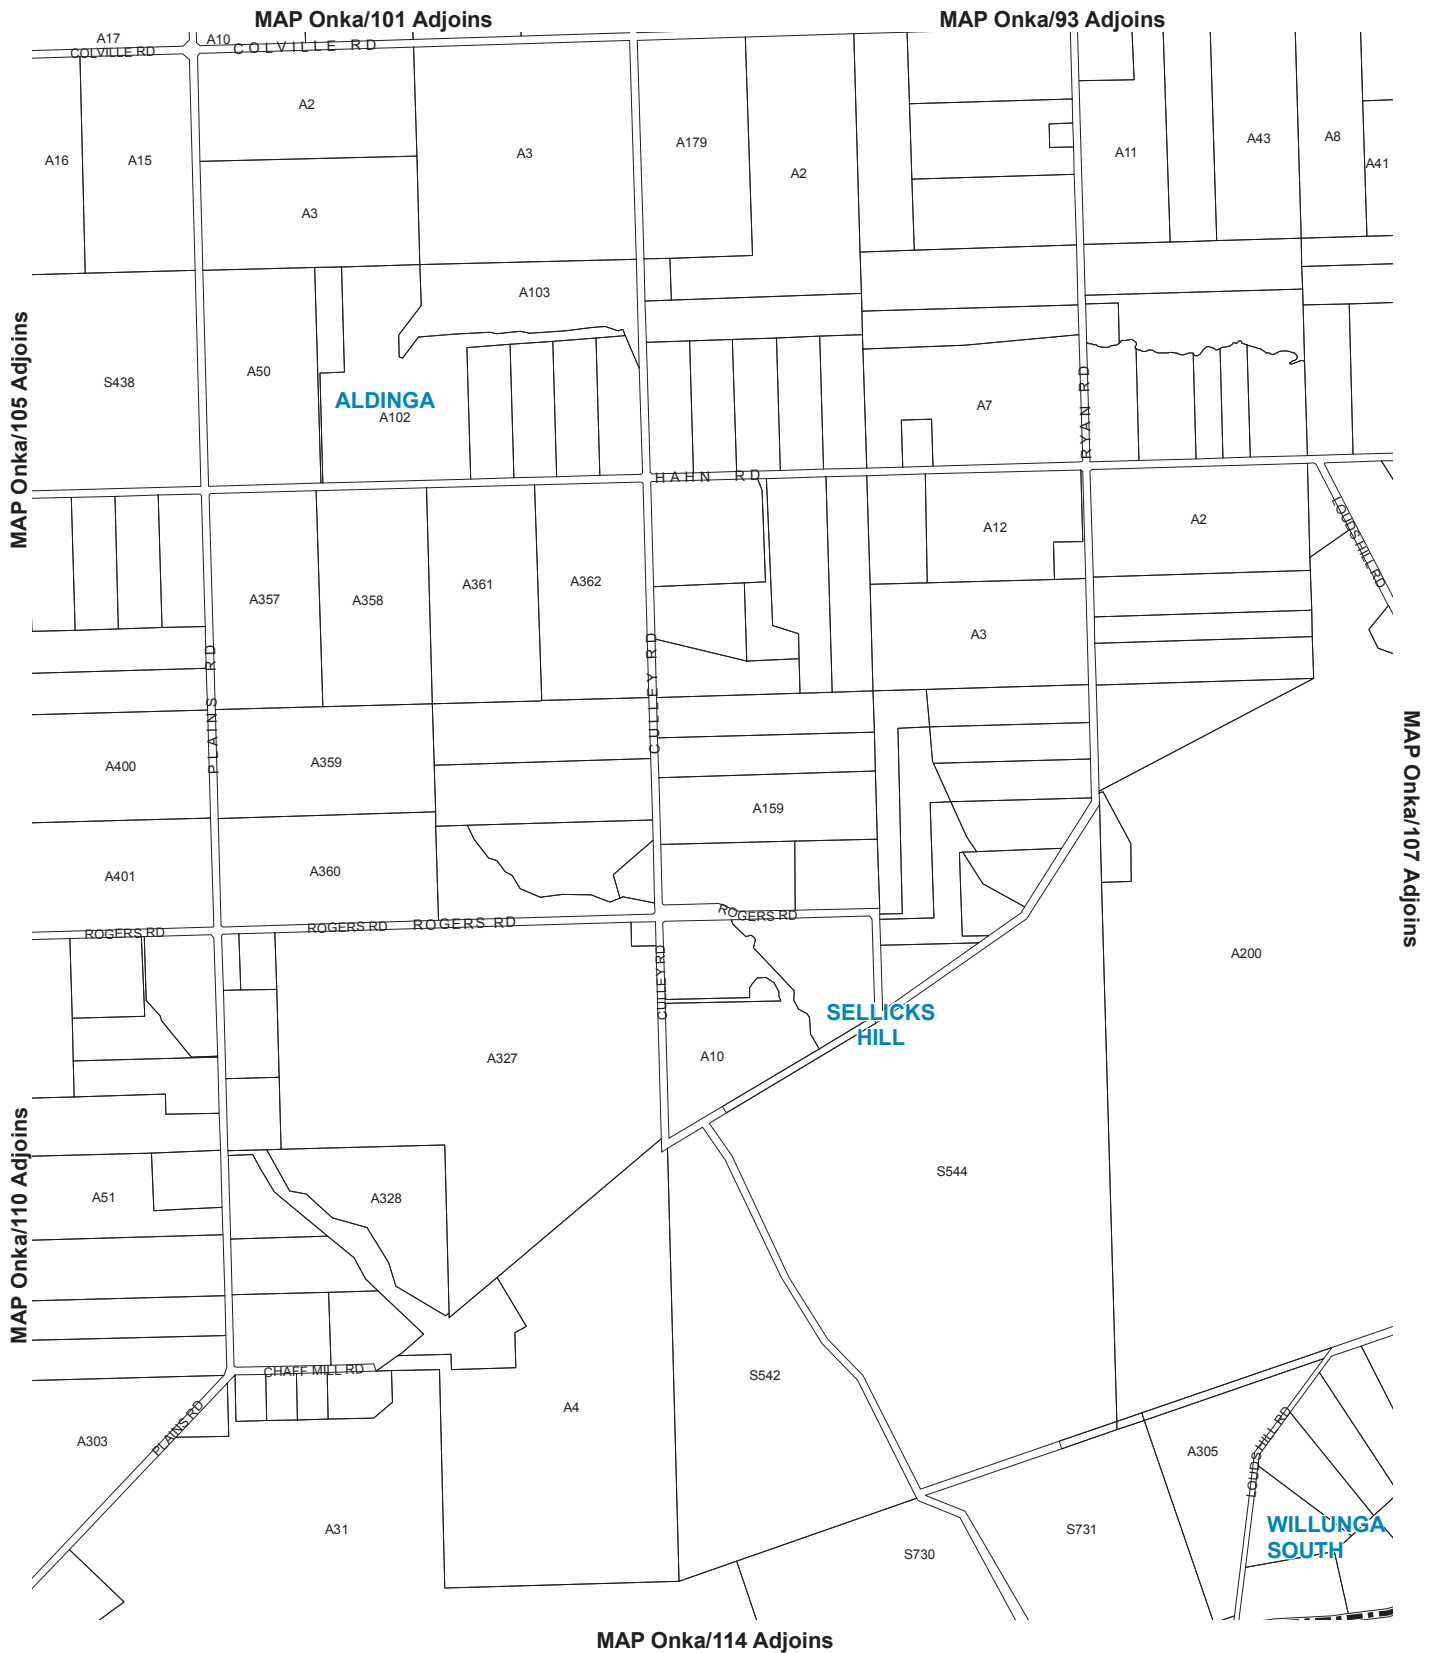 MAP Onka/101 Adjoins
MAP Onka/93 Adjoins
A17
A10
COLVILLE RD
COLVILLE RD
A2
A16
A15
A3
A179
A2
A11
A43
A8
A41
A3
A103
MAP Onka/105 Adjoins
S438
A50
ALDINGA
A102
A7
RYAN RD
HAHN RD
A12
A2
LOUDS HILL RD
A357
A358
A361
A362
A3
PLAINS RD
CULLEY RD
MAP Onka/107 Adjoins
A400
A359
A159
A401
A360
ROGERS RD
ROGERS RD
ROGERS RD
ROGERS RD
CULLEY RD
A200
SELLICKS
HILL
A327
A10
MAP Onka/110 Adjoins
A51
A328
S544
CHAFF MILL RD
S542
A4
PLAINS RD
A303
A305
LOUDS HILL RD
A31
S730
S731
WILLUNGA
SOUTH
MAP Onka/114 Adjoins